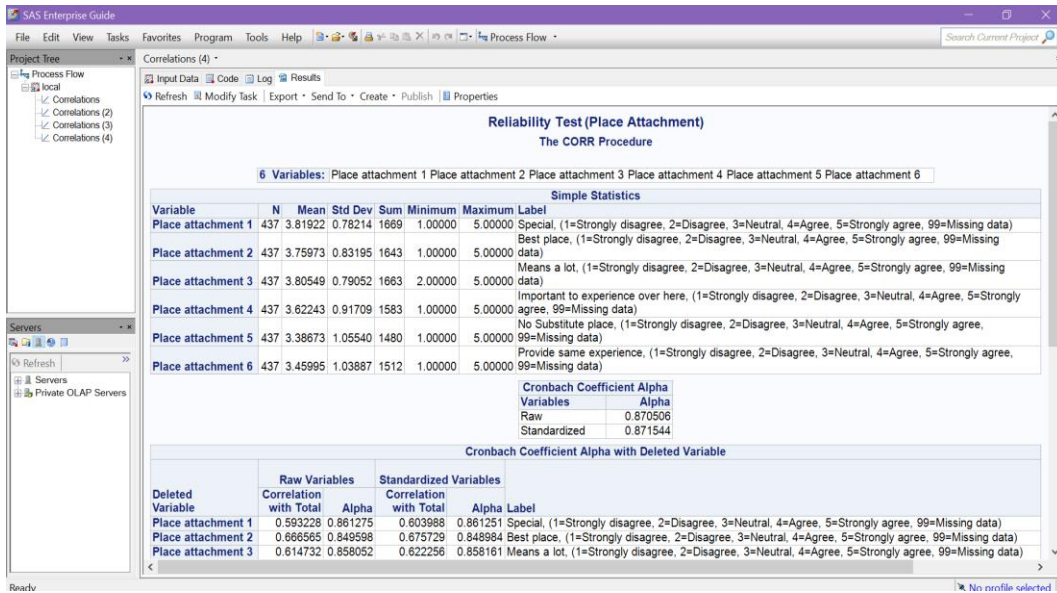 SAS Enterprise Guide
File Edit View Tasks Favorites Program Tools Help Process Flow
Search Current Project
Project Tree
Process Flow
local
Correlations
Correlations (2)
Correlations (3)
Correlations (4)
Servers
Refresh
Servers
Private OLAP Servers
Correlations (4)
Input Data Code Log Results
Refresh Modify Task Export Send To Create Publish Properties
Reliability Test (Place Attachment)
The CORR Procedure
6 Variables: Place attachment 1 Place attachment 2 Place attachment 3 Place attachment 4 Place attachment 5 Place attachment 6
Simple Statistics
Variable N Mean Std Dev Sum Minimum Maximum Label
Place attachment 1 437 3.81922 0.78214 1669 1.00000 5.00000 Special, (1=Strongly disagree, 2=Disagree, 3=Neutral, 4=Agree, 5=Strongly agree, 99=Missing data)
Best place, (1=Strongly disagree, 2=Disagree, 3=Neutral, 4=Agree, 5=Strongly agree, 99=Missing
Place attachment 2 437 3.75973 0.83195 1643 1.00000 5.00000 data)
Means a lot, (1=Strongly disagree, 2=Disagree, 3=Neutral, 4=Agree, 5=Strongly agree, 99=Missing
Place attachment 3 437 3.80549 0.79052 1663 2.00000 5.00000 data)
Important to experience over here, (1=Strongly disagree, 2=Disagree, 3=Neutral, 4=Agree, 5=Strongly
Place attachment 4 437 3.62243 0.91709 1583 1.00000 5.00000 agree, 99=Missing data)
No Substitute place, (1=Strongly disagree, 2=Disagree, 3=Neutral, 4=Agree, 5=Strongly agree,
Place attachment 5 437 3.38673 1.05540 1480 1.00000 5.00000 99=Missing data)
Provide same experience, (1=Strongly disagree, 2=Disagree, 3=Neutral, 4=Agree, 5=Strongly agree,
Place attachment 6 437 3.45995 1.03887 1512 1.00000 5.00000 99=Missing data)
Cronbach Coefficient Alpha
Variables Alpha
Raw 0.870506
Standardized 0.871544
Cronbach Coefficient Alpha with Deleted Variable
Raw Variables Standardized Variables
Deleted Correlation Correlation
Variable with Total Alpha with Total Alpha Label
Place attachment 1 0.593228 0.861275 0.603988 0.861251 Special, (1=Strongly disagree, 2=Disagree, 3=Neutral, 4=Agree, 5=Strongly agree, 99=Missing data)
Place attachment 2 0.666565 0.849598 0.675729 0.848984 Best place, (1=Strongly disagree, 2=Disagree, 3=Neutral, 4=Agree, 5=Strongly agree, 99=Missing data)
Place attachment 3 0.614732 0.858052 0.622256 0.858161 Means a lot, (1=Strongly disagree, 2=Disagree, 3=Neutral, 4=Agree, 5=Strongly agree, 99=Missing data)
Ready
No profile selected